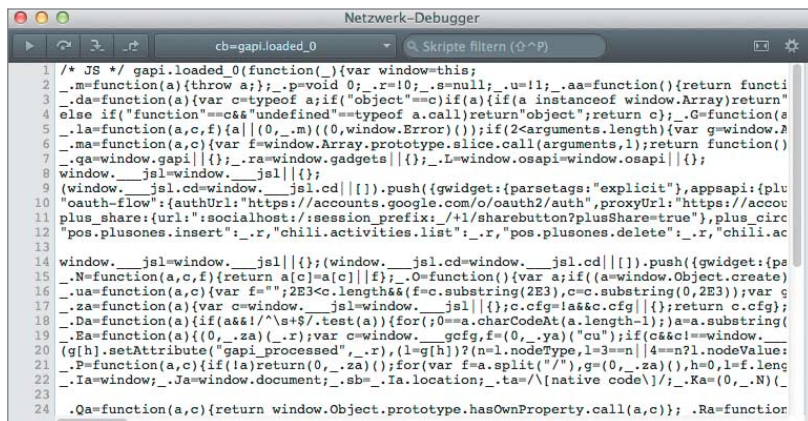 Netzwerk-Debugger
cb=gapi.loaded_0
Skripte filtern (⇧^P)
1 /* JS */ gapi.loaded_0(function(_){var window=this;
2 _.m=function(a){throw a;};_.p=void 0;_.r=!0;_.s=null;_.u=!1;_.aa=function(){return functi
3 _.da=function(a){var c=typeof a;if("object"==c)if(a){if(a instanceof window.Array)return"
4 else if("function"==c&&"undefined"==typeof a.call)return"object";return c};_.G=function(a
5 _.la=function(a,c,f){a||(0,_.m)((0,window.Error)());if(2<arguments.length){var g=window.A
6 _.ma=function(a,c){var f=window.Array.prototype.slice.call(arguments,1);return function()
7 _.qa=window.gapi||{};_.ra=window.gadgets||{};_.L=window.osapi=window.osapi||{};
8 window.___jsl=window.___jsl||{};
9 (window.___jsl.cd=window.___jsl.cd||[]).push({gwidget:{parsetags:"explicit"},appsapi:{plu
10 "oauth-flow":{authUrl:"https://accounts.google.com/o/oauth2/auth",proxyUrl:"https://accou
11 plus_share:{url:":socialhost:/:session_prefix:_/+1/sharebutton?plusShare=true"},plus_circ
12 "pos.plusones.insert":_.r,"chili.activities.list":_.r,"pos.plusones.delete":_.r,"chili.ac
13
14 window.___jsl=window.___jsl||{};(window.___jsl.cd=window.___jsl.cd||[]).push({gwidget:{pa
15 _.N=function(a,c,f){return a[c]=a[c]||f};_.O=function(){var a;if((a=window.Object.create)
16 _.ua=function(a,c){var f="";2E3<c.length&&(f=c.substring(2E3),c=c.substring(0,2E3));var g
17 _.za=function(a){var c=window.___jsl=window.___jsl||{};c.cfg=!a&&c.cfg||{};return c.cfg};
18 _.Da=function(a){if(a&&!/^\s+$/.test(a)){for(;0==a.charCodeAt(a.length-1);)a=a.substring(
19 _.Ea=function(a){(0,_.za)(_.r);var c=window.___gcfg,f=(0,_.ya)("cu");if(c&&c!==window.___
20 (g[h].setAttribute("gapi_processed",_.r),(l=g[h])?(n=l.nodeType,l=3==n||4==n?l.nodeValue:
21 _.P=function(a,c){if(!a)return(0,_.za)();for(var f=a.split("/"),g=(0,_.za)(),h=0,l=f.leng
22 _.Ia=window;_.Ja=window.document;_.sb=_.Ia.location;_.ta=/\[native code\]/;_.Ka=(0,_.N)(_
23
24 _.Qa=function(a,c){return window.Object.prototype.hasOwnProperty.call(a,c)}; _.Ra=function